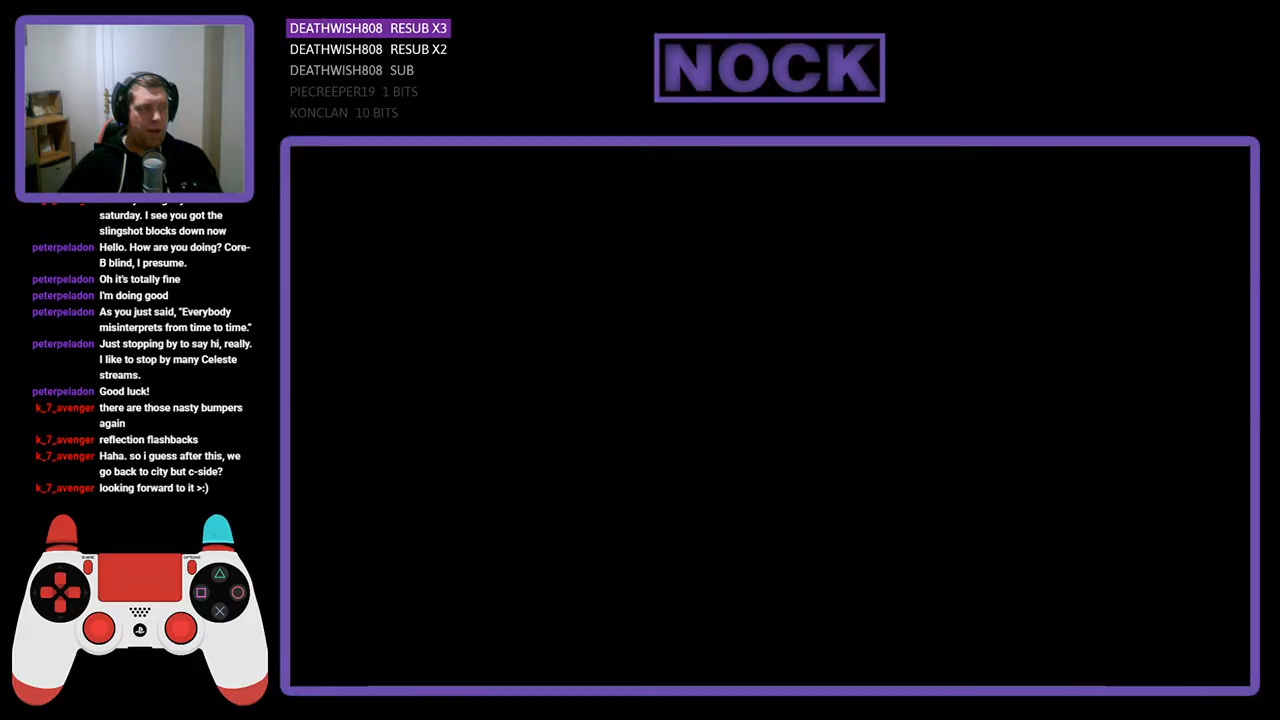 DEATHWISH808 RESUB X3
DEATHWISH808 RESUB X2
DEATHWISH808 SUB
PIECREEPER19 1 BITS
KONCLAN 10 BITS
NOCK
saturday. I see you got the
slingshot blocks down now
peterpeladon Hello. How are you doing? Core-
B blind, I presume.
peterpeladon Oh it's totally fine
peterpeladon I'm doing good
peterpeladon As you just said, "Everybody
misinterprets from time to time."
peterpeladon Just stopping by to say hi, really.
I like to stop by many Celeste
streams.
peterpeladon Good luck!
k_7_avenger there are those nasty bumpers
again
k_7_avenger reflection flashbacks
k_7_avenger Haha. so i guess after this, we
go back to city but c-side?
k_7_avenger looking forward to it >:)
SHARE
OPTIONS